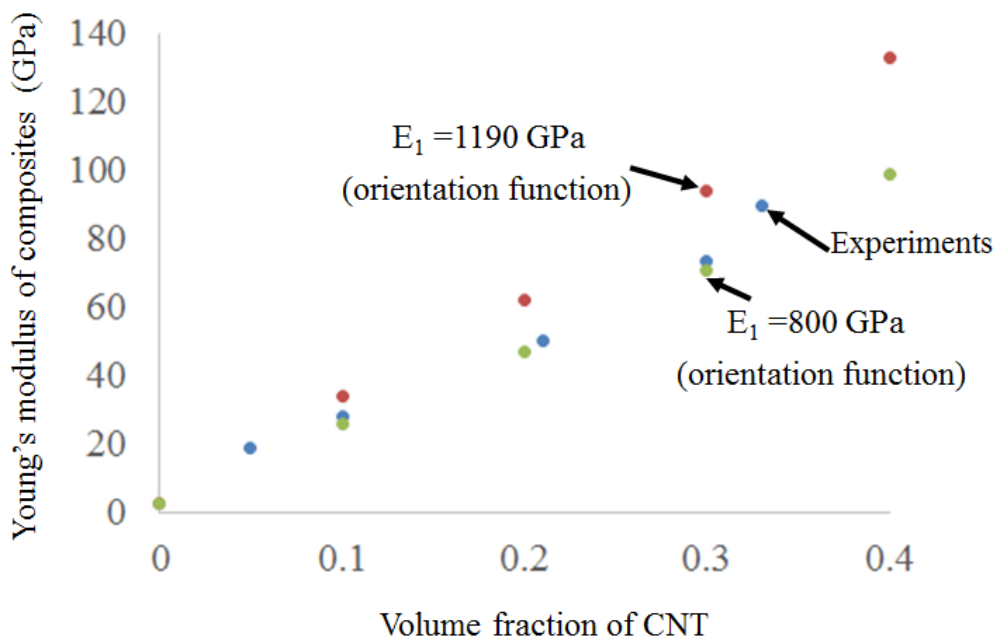 Young’s modulus of composites (GPa)
140
120
100
80
60
40
20
0
E₁ =1190 GPa
(orientation function)
Experiments
E₁ =800 GPa
(orientation function)
0 0.1 0.2 0.3 0.4
Volume fraction of CNT